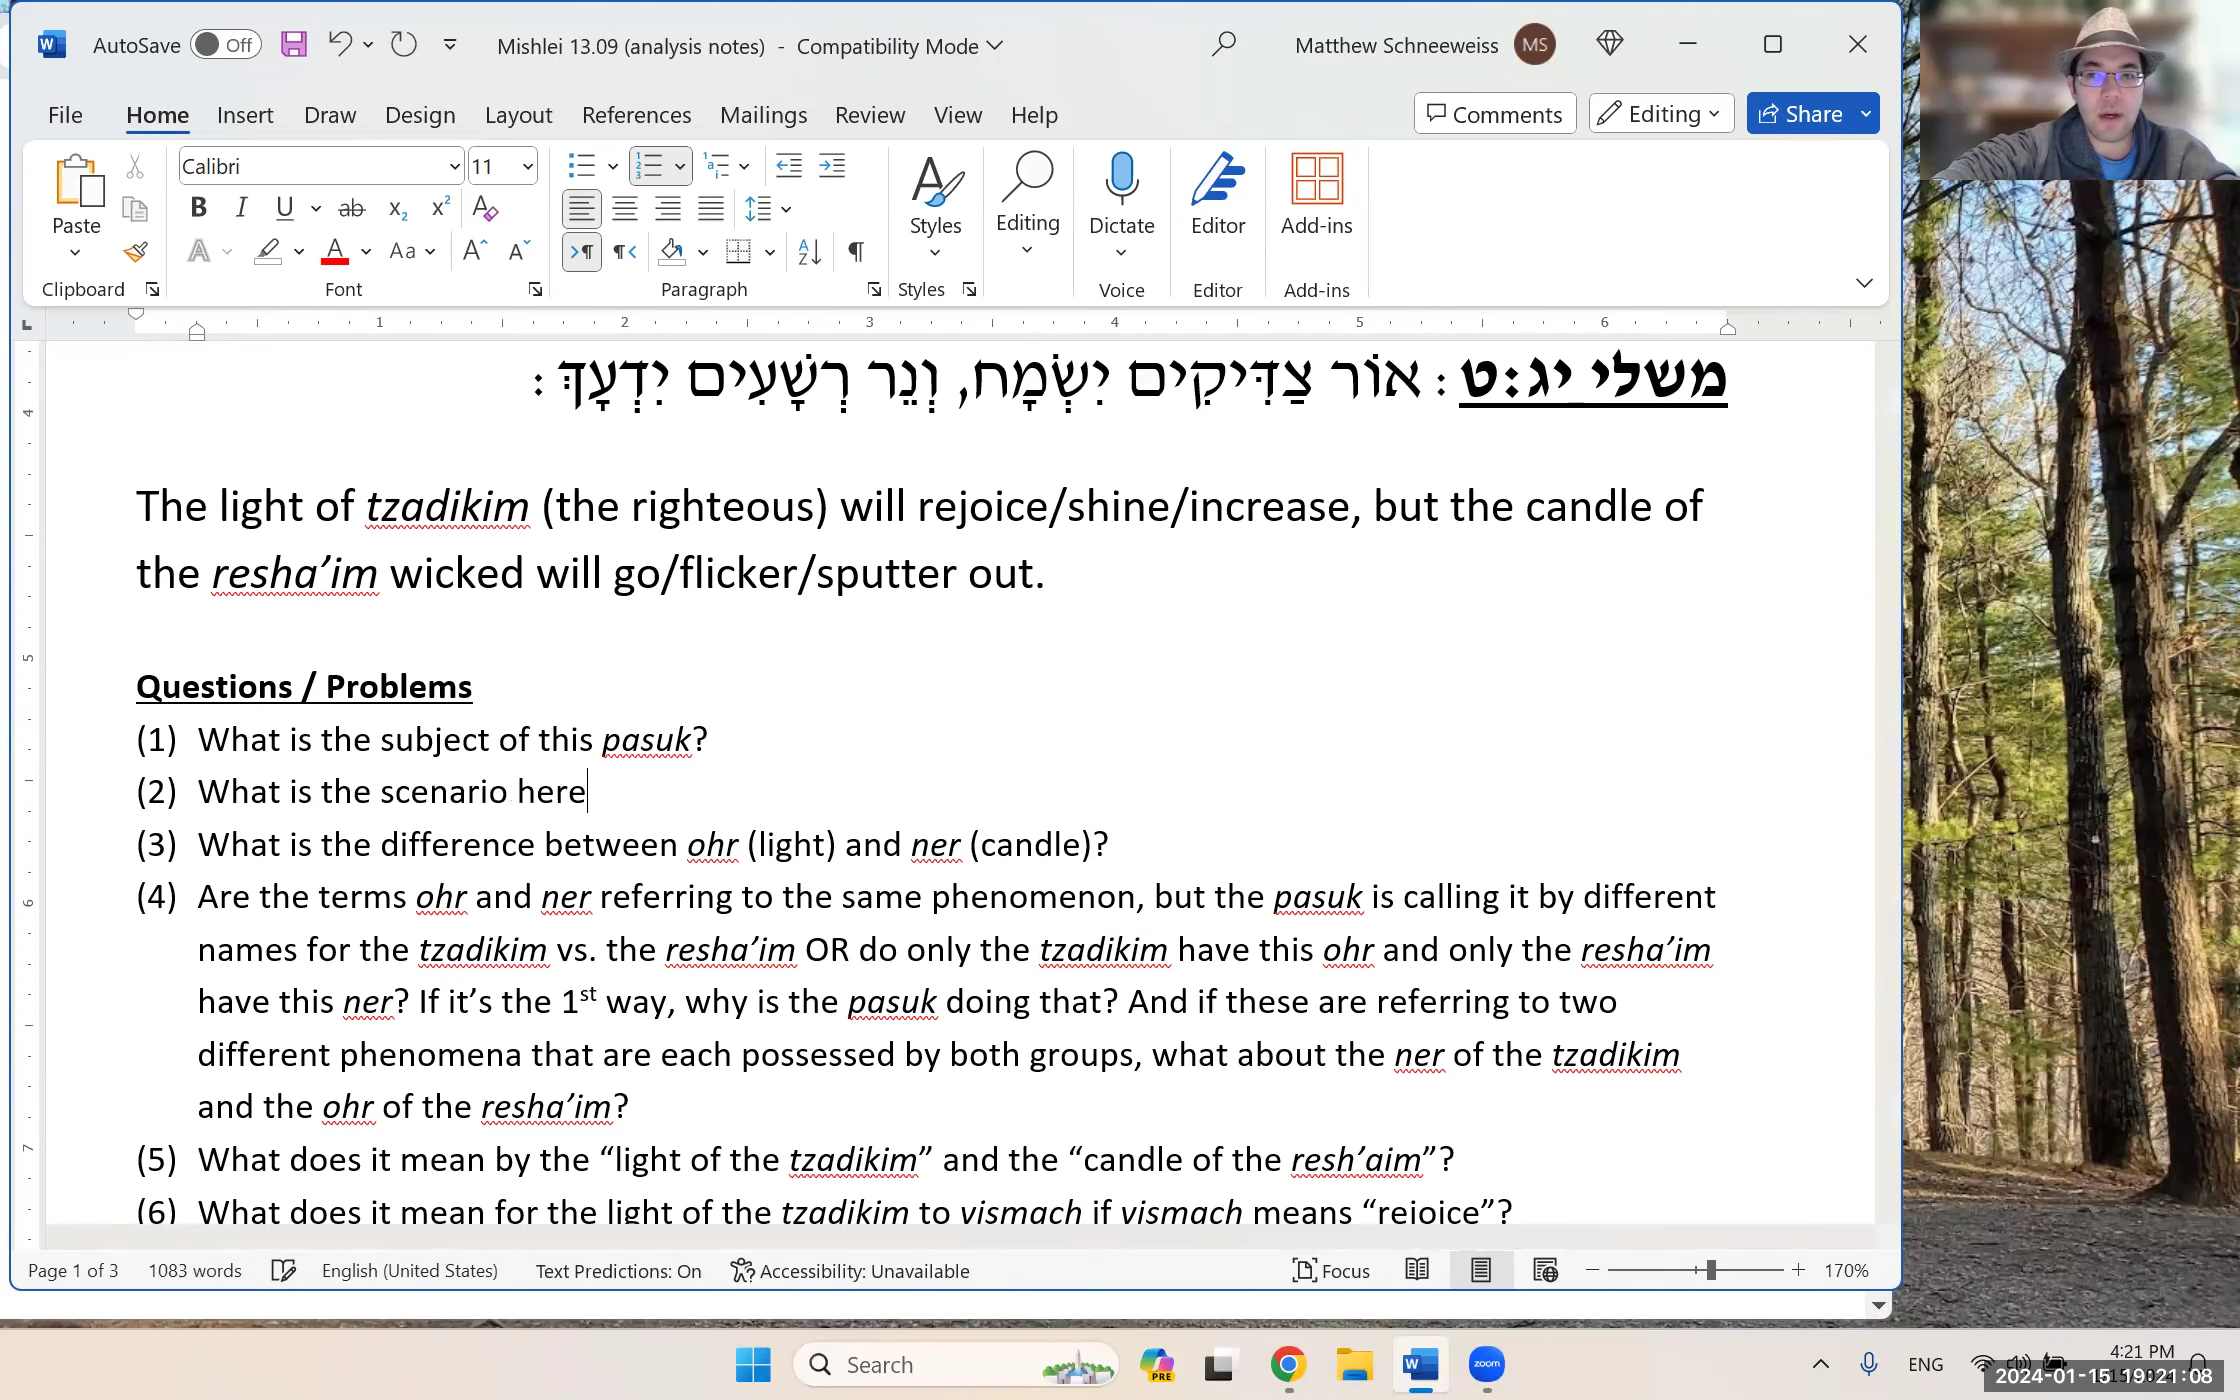 AutoSave Off Mishlei 13.09 (analysis notes) - Compatibility Mode Matthew Schneeweiss MS
File Home Insert Draw Design Layout References Mailings Review View Help Comments Editing Share
Calibri 11
Paste Styles Editing Dictate Editor Add-ins
Clipboard Font Paragraph Styles Voice Editor Add-ins
1 2 3 4 5 6
משלי יג:ט: אוֹר צַדִּיקִים יִשְׂמָח, וְנֵר רְשָׁעִים יִדְעָךְ:
The light of tzadikim (the righteous) will rejoice/shine/increase, but the candle of
the resha’im wicked will go/flicker/sputter out.
Questions / Problems
(1) What is the subject of this pasuk?
(2) What is the scenario here
(3) What is the difference between ohr (light) and ner (candle)?
(4) Are the terms ohr and ner referring to the same phenomenon, but the pasuk is calling it by different
names for the tzadikim vs. the resha’im OR do only the tzadikim have this ohr and only the resha’im
have this ner? If it’s the 1st way, why is the pasuk doing that? And if these are referring to two
different phenomena that are each possessed by both groups, what about the ner of the tzadikim
and the ohr of the resha’im?
(5) What does it mean by the “light of the tzadikim” and the “candle of the resh’aim”?
(6) What does it mean for the light of the tzadikim to yismach if yismach means “rejoice”?
Page 1 of 3 1083 words English (United States) Text Predictions: On Accessibility: Unavailable Focus 170%
Search PRE zoom ENG 4:21 PM
2024-01-15 19:21:08